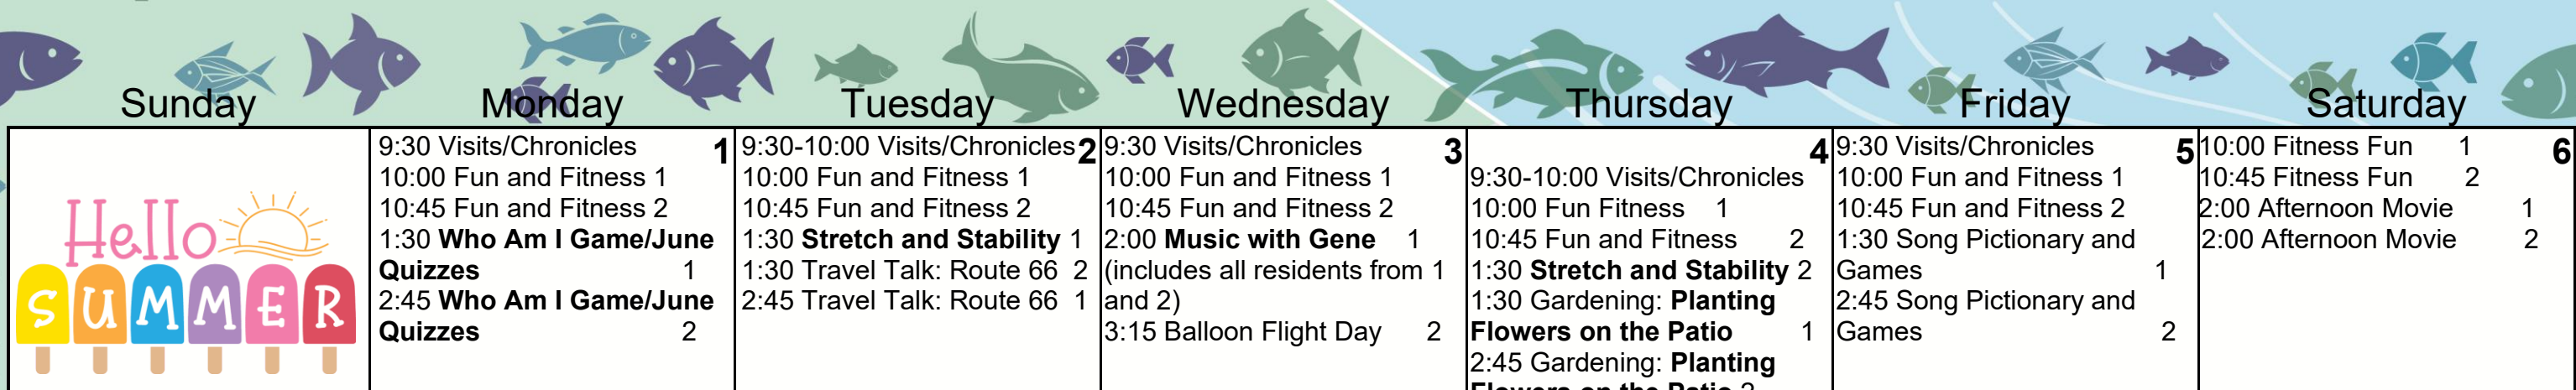 Sunday Monday Tuesday Wednesday Thursday Friday Saturday
Hello
SUMMER
1
9:30 Visits/Chronicles
10:00 Fun and Fitness 1
10:45 Fun and Fitness 2
1:30 Who Am I Game/June
Quizzes 1
2:45 Who Am I Game/June
Quizzes 2
2
9:30-10:00 Visits/Chronicles
10:00 Fun and Fitness 1
10:45 Fun and Fitness 2
1:30 Stretch and Stability 1
1:30 Travel Talk: Route 66 2
2:45 Travel Talk: Route 66 1
3
9:30 Visits/Chronicles
10:00 Fun and Fitness 1
10:45 Fun and Fitness 2
2:00 Music with Gene 1
(includes all residents from 1
and 2)
3:15 Balloon Flight Day 2
4
9:30-10:00 Visits/Chronicles
10:00 Fun Fitness 1
10:45 Fun and Fitness 2
1:30 Stretch and Stability 2
1:30 Gardening: Planting
Flowers on the Patio 1
2:45 Gardening: Planting
Flowers on the Patio 2
5
9:30 Visits/Chronicles
10:00 Fun and Fitness 1
10:45 Fun and Fitness 2
1:30 Song Pictionary and
Games 1
2:45 Song Pictionary and
Games 2
6
10:00 Fitness Fun 1
10:45 Fitness Fun 2
2:00 Afternoon Movie 1
2:00 Afternoon Movie 2